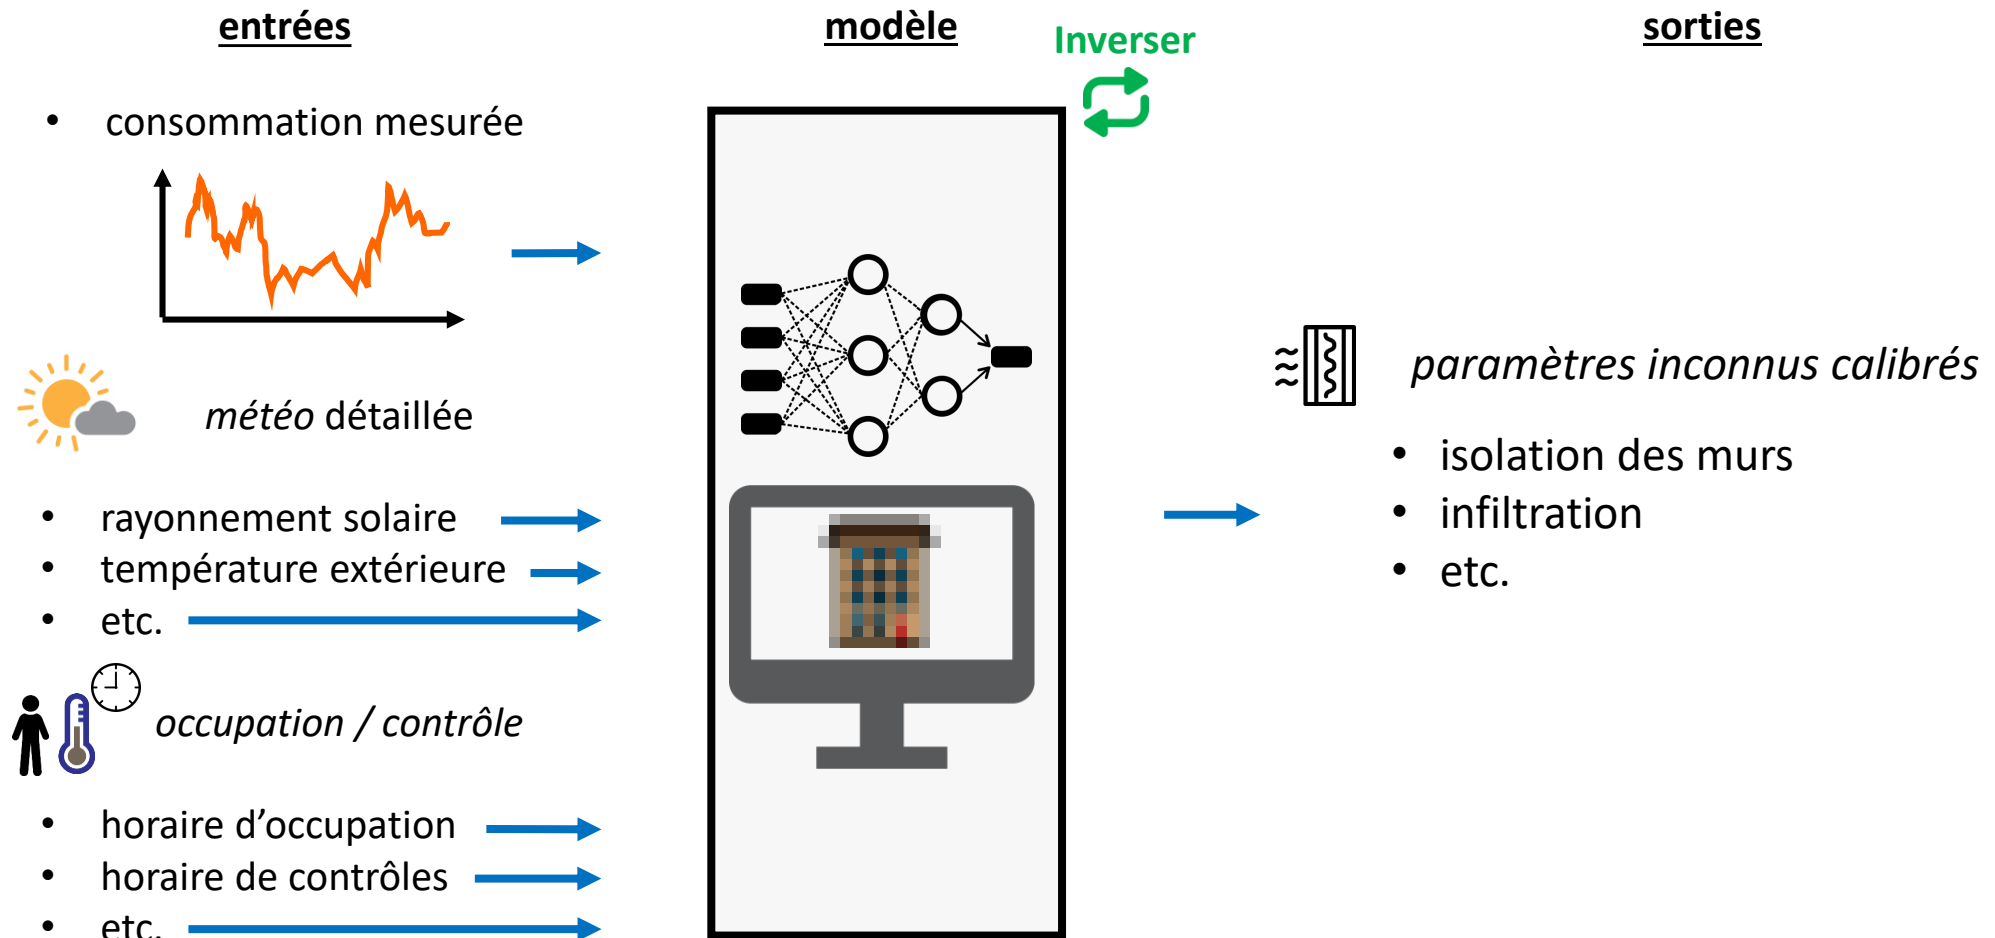 entrées
modèle
Inverser
sorties
• consommation mesurée
météo détaillée
• rayonnement solaire
• température extérieure
• etc.
occupation / contrôle
• horaire d’occupation
• horaire de contrôles
• etc.
paramètres inconnus calibrés
• isolation des murs
• infiltration
• etc.